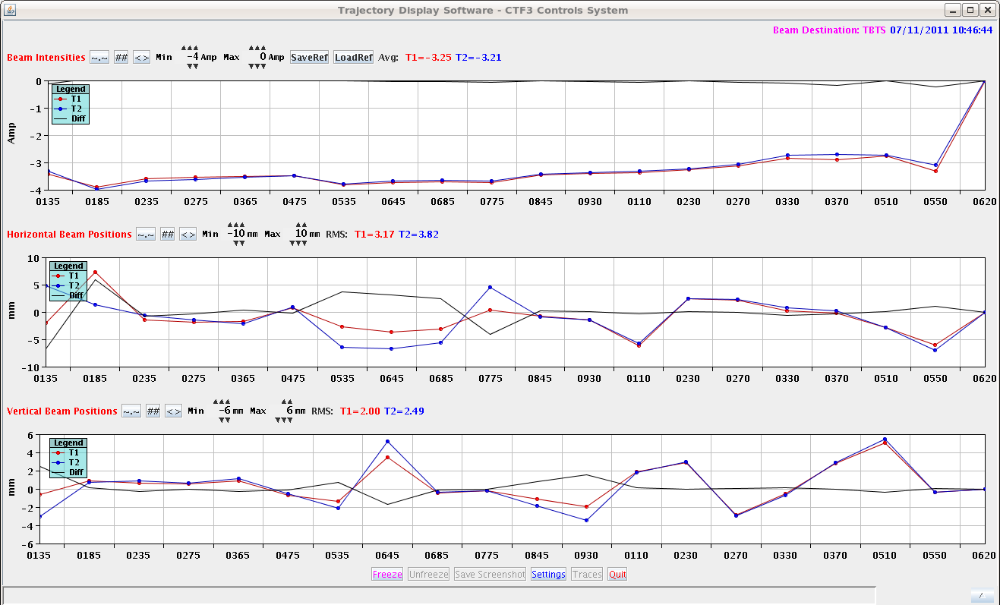 Trajectory Display Software - CTF3 Controls System
Beam Destination: TBTS 07/11/2011 10:46:44
Beam Intensities ~.~ ## <> Min -4 Amp Max 0 Amp SaveRef LoadRef Avg: T1=-3.25 T2=-3.21
0
Legend
T1
T2
Diff
-1
-2
-3
-4
Amp
0135 0185 0235 0275 0365 0475 0535 0645 0685 0775 0845 0930 0110 0230 0270 0330 0370 0510 0550 0620
Horizontal Beam Positions ~.~ ## <> Min -10 mm Max 10 mm RMS: T1=3.17 T2=3.82
10
Legend
T1
T2
Diff
5
0
-5
-10
mm
0135 0185 0235 0275 0365 0475 0535 0645 0685 0775 0845 0930 0110 0230 0270 0330 0370 0510 0550 0620
Vertical Beam Positions ~.~ ## <> Min -6 mm Max 6 mm RMS: T1=2.00 T2=2.49
6
Legend
T1
T2
Diff
4
2
0
-2
-4
-6
mm
0135 0185 0235 0275 0365 0475 0535 0645 0685 0775 0845 0930 0110 0230 0270 0330 0370 0510 0550 0620
Freeze Unfreeze Save Screenshot Settings Traces Quit